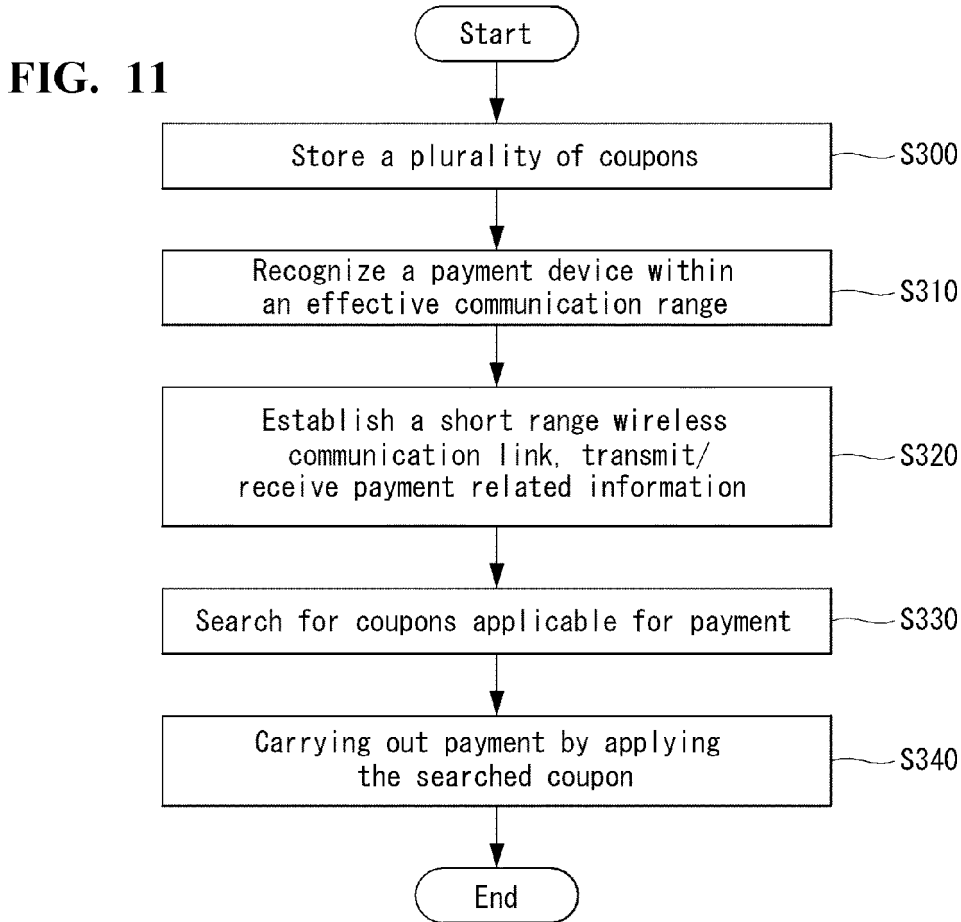 Start
FIG. 11
Store a plurality of coupons
S300
Recognize a payment device within
an effective communication range
S310
Establish a short range wireless
communication link, transmit/
receive payment related information
S320
Search for coupons applicable for payment
S330
Carrying out payment by applying
the searched coupon
S340
End